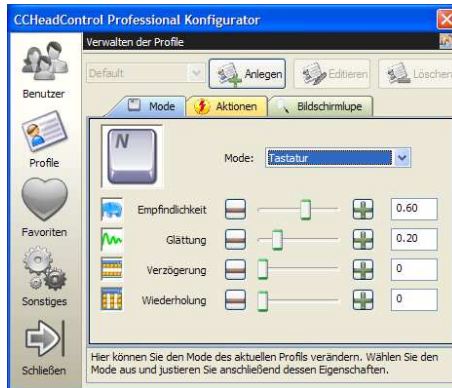 CCHeadControl Professional Konfigurator
Verwalten der Profile
Benutzer
Profile
Favoriten
Sonstiges
Schließen
Default
Anlegen
Editieren
Löschen
Mode
Aktionen
Bildschirmlupe
N
Mode: Tastatur
Empfindlichkeit 0.60
Glättung 0.20
Verzögerung 0
Wiederholung 0
Hier können Sie den Mode des aktuellen Profils verändern. Wählen Sie den
Mode aus und justieren Sie anschließend dessen Eigenschaften.